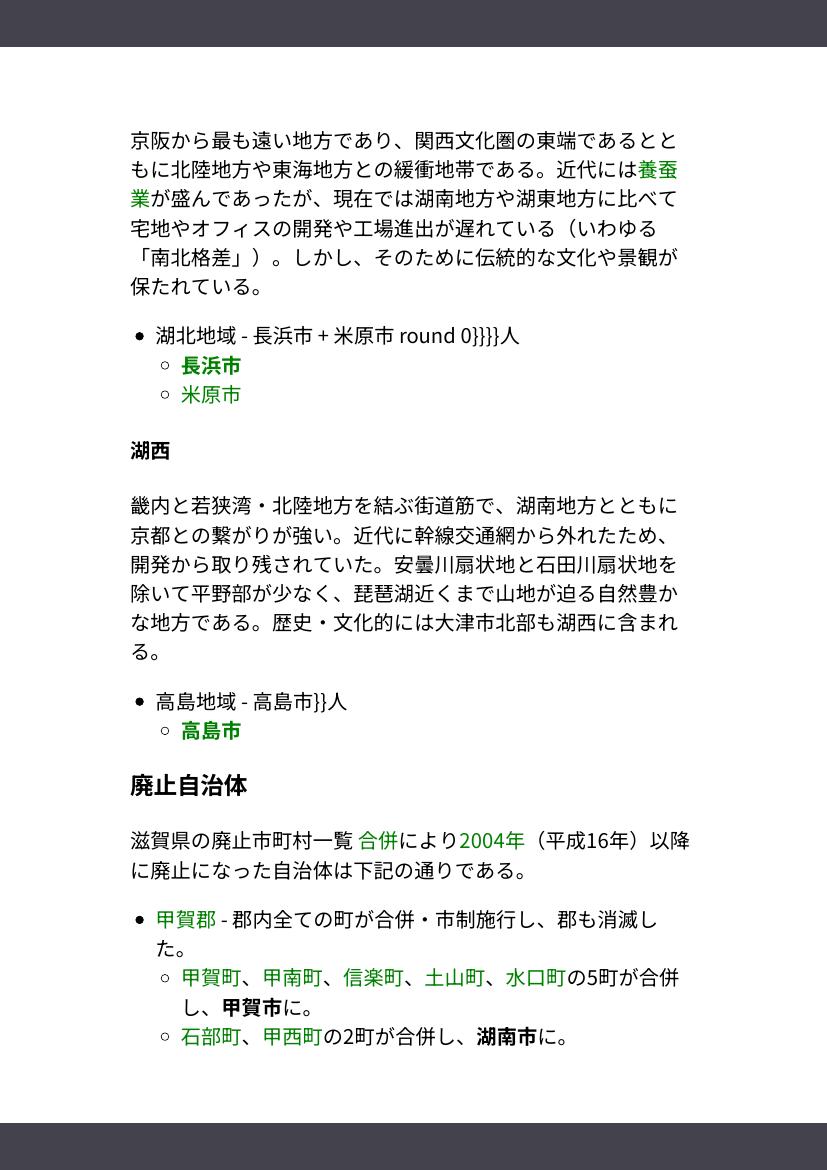 京阪から最も遠い地方であり、関西文化圏の東端であるとと
もに北陸地方や東海地方との緩衝地帯である。近代には養蚕
業が盛んであったが、現在では湖南地方や湖東地方に比べて
宅地やオフィスの開発や工場進出が遅れている（いわゆる
「南北格差」）。しかし、そのために伝統的な文化や景観が
保たれている。
• 湖北地域 - 長浜市 + 米原市 round 0}}}}人
◦ 長浜市
◦ 米原市
湖西
畿内と若狭湾・北陸地方を結ぶ街道筋で、湖南地方とともに
京都との繋がりが強い。近代に幹線交通網から外れたため、
開発から取り残されていた。安曇川扇状地と石田川扇状地を
除いて平野部が少なく、琵琶湖近くまで山地が迫る自然豊か
な地方である。歴史・文化的には大津市北部も湖西に含まれ
る。
• 高島地域 - 高島市}}人
◦ 高島市
廃止自治体
滋賀県の廃止市町村一覧 合併により2004年（平成16年）以降
に廃止になった自治体は下記の通りである。
• 甲賀郡 - 郡内全ての町が合併・市制施行し、郡も消滅し
た。
◦ 甲賀町、甲南町、信楽町、土山町、水口町の5町が合併
し、甲賀市に。
◦ 石部町、甲西町の2町が合併し、湖南市に。